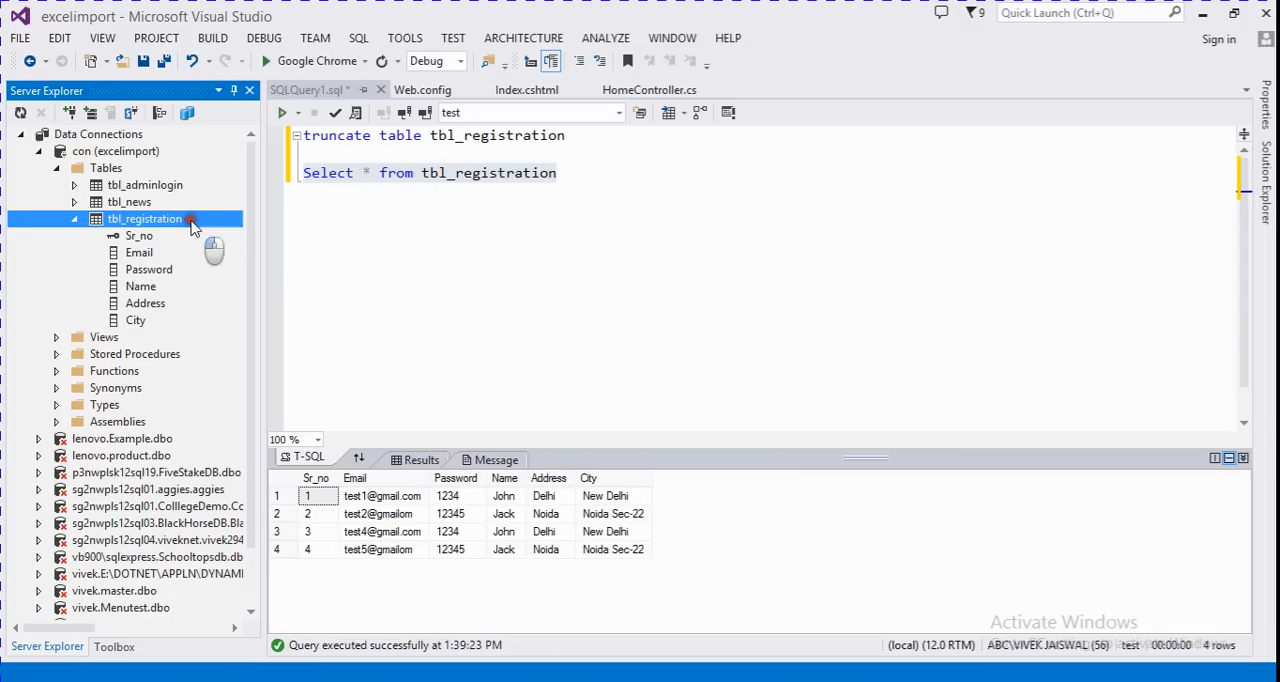 excelimport - Microsoft Visual Studio
9
Quick Launch (Ctrl+Q)
FILE EDIT VIEW PROJECT BUILD DEBUG TEAM SQL TOOLS TEST ARCHITECTURE ANALYZE WINDOW HELP
Sign in
Google Chrome
Debug
Server Explorer
SQLQuery1.sql *
Web.config
Index.cshtml
HomeController.cs
test
Data Connections
con (excelimport)
Tables
tbl_adminlogin
tbl_news
tbl_registration
Sr_no
Email
Password
Name
Address
City
Views
Stored Procedures
Functions
Synonyms
Types
Assemblies
lenovo.Example.dbo
lenovo.product.dbo
p3nwplsk12sql19.FiveStakeDB.dbo
sg2nwpls12sql01.aggies.aggries
sg2nwpls12sql01.ColllegeDemo.Cc
sg2nwpls12sql03.BlackHorseDB.Bla
sg2nwpls12sql04.viveknet.vivek294
vb900\sqlexpress.Schooltopsdb.db
vivek.E:\DOTNET\APPLN\DYNAMI
vivek.master.dbo
vivek.Menutest.dbo
Server Explorer
Toolbox
truncate table tbl_registration
Select * from tbl_registration
100 %
T-SQL
Results
Message
Sr_no Email Password Name Address City
1 1 test1@gmail.com 1234 John Delhi New Delhi
2 2 test2@gmailom 12345 Jack Noida Noida Sec-22
3 3 test4@gmail.com 1234 John Delhi New Delhi
4 4 test5@gmailom 12345 Jack Noida Noida Sec-22
Activate Windows
Query executed successfully at 1:39:23 PM
(local) (12.0 RTM)
ABC\VIVEK JAISWAL (56)
test
00:00:00
4 rows
Properties
Solution Explorer